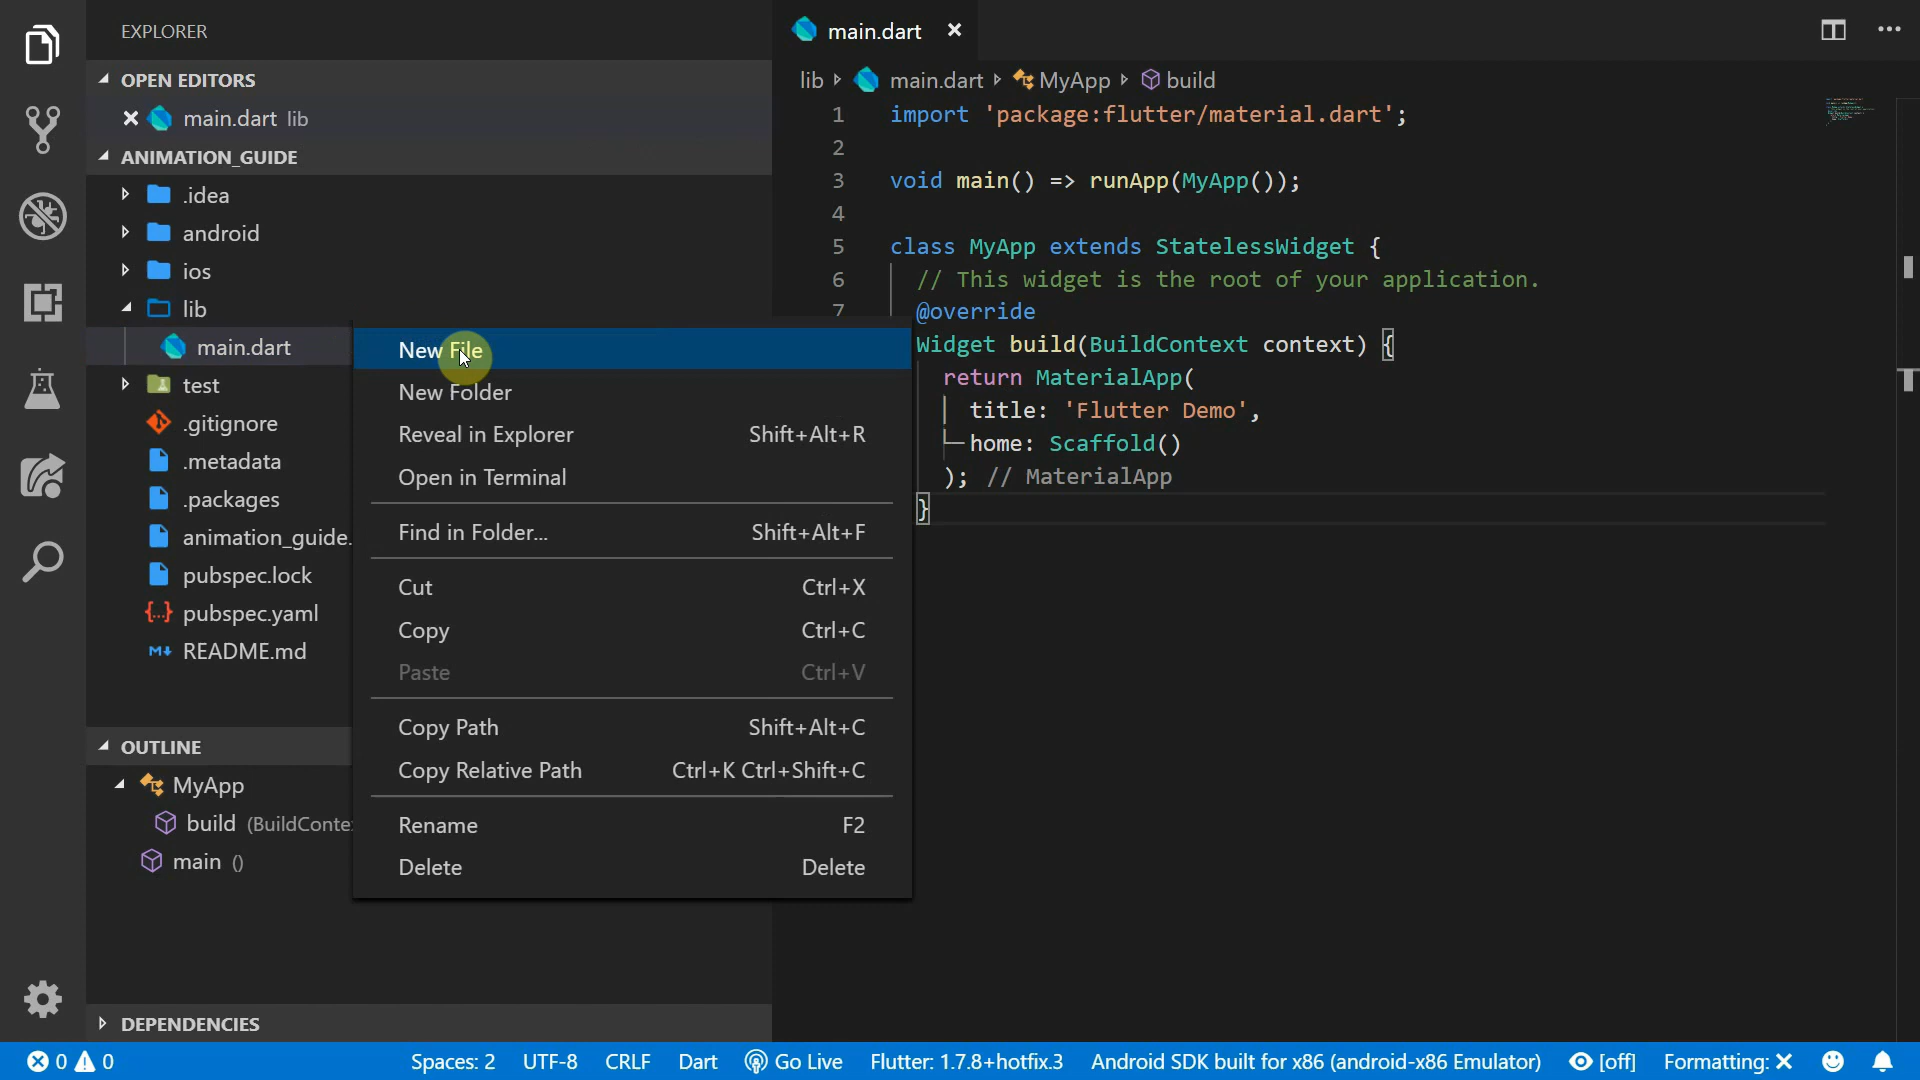 EXPLORER
OPEN EDITORS
main.dart lib
ANIMATION_GUIDE
.idea
android
ios
lib
main.dart
test
.gitignore
.metadata
.packages
animation_guide.
pubspec.lock
{...} pubspec.yaml
M↓ README.md
OUTLINE
MyApp
build (BuildConte
main ()
DEPENDENCIES
New File
New Folder
Reveal in Explorer Shift+Alt+R
Open in Terminal
Find in Folder... Shift+Alt+F
Cut Ctrl+X
Copy Ctrl+C
Paste Ctrl+V
Copy Path Shift+Alt+C
Copy Relative Path Ctrl+K Ctrl+Shift+C
Rename F2
Delete Delete
main.dart
lib main.dart MyApp build
1 import 'package:flutter/material.dart';
2
3 void main() => runApp(MyApp());
4
5 class MyApp extends StatelessWidget {
6 // This widget is the root of your application.
7 @override
Widget build(BuildContext context) {
return MaterialApp(
title: 'Flutter Demo',
home: Scaffold()
); // MaterialApp
}
0 0 Spaces: 2 UTF-8 CRLF Dart Go Live Flutter: 1.7.8+hotfix.3 Android SDK built for x86 (android-x86 Emulator) [off] Formatting: ✕